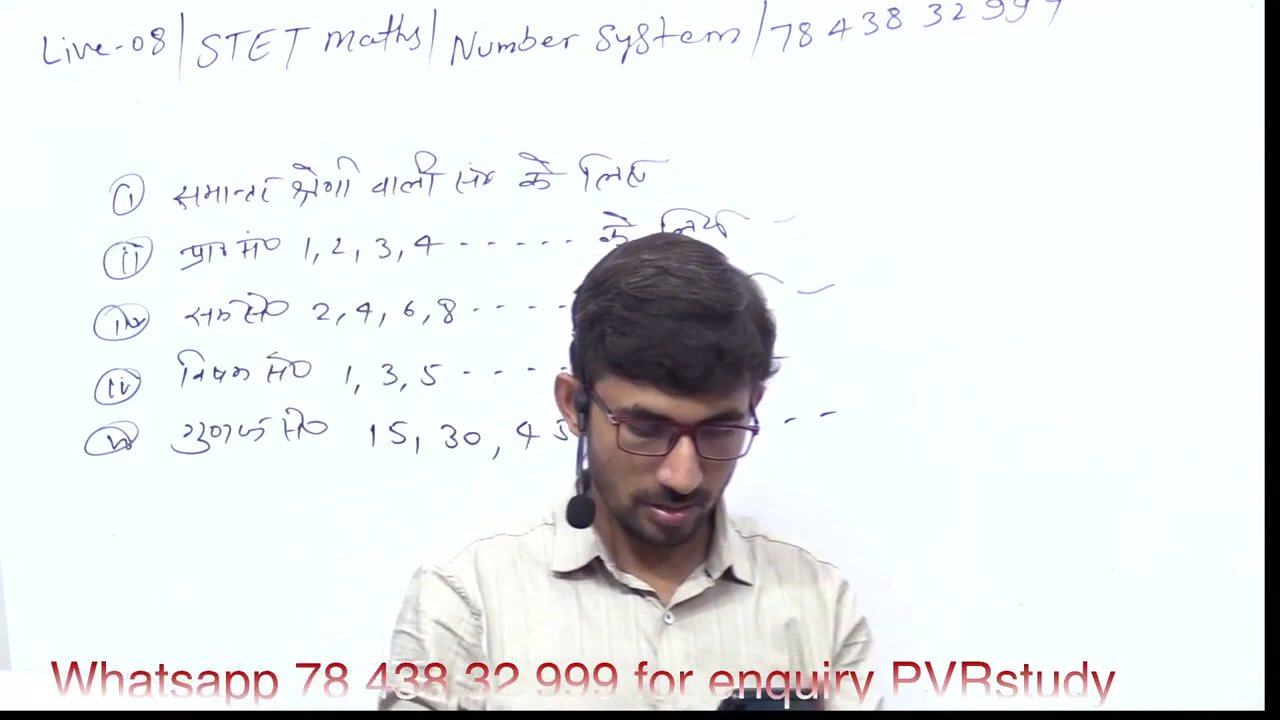 Live-08 | STET maths | Number System | 78 438 32 999
(i) समान्तर श्रेणी वाली सं॰ के लिए
(ii) प्रा॰ सं॰ 1, 2, 3, 4 ----- के लिये
सम सं॰ 2, 4, 6, 8 ----
विषम सं॰ 1, 3, 5 ----
गुणज सं॰ 15, 30, 45 --
Whatsapp 78 438 32 999 for enquiry PVRstudy